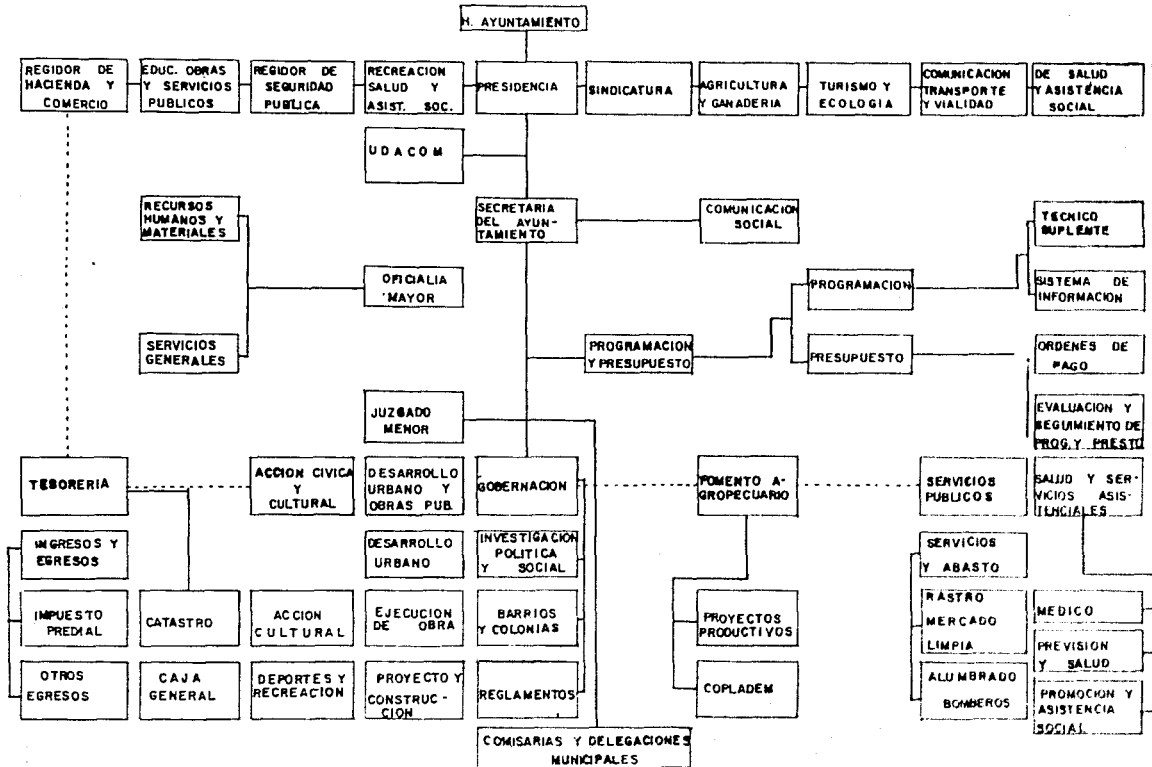 H. AYUNTAMIENTO
REGIDOR DE
HACIENDA Y
COMERCIO
EDUC. OBRAS
Y SERVICIOS
PUBLICOS
REGIDOR DE
SEGURIDAD
PUBLICA
RECREACION
SALUD Y
ASIST. SOC.
PRESIDENCIA
SINDICATURA
AGRICULTURA
Y GANADERIA
TURISMO Y
ECOLOGIA
COMUNICACION
TRANSPORTE
Y VIALIDAD
DE SALUD
Y ASISTENCIA
SOCIAL
UDACOM
RECURSOS
HUMANOS Y
MATERIALES
SECRETARIA
DEL AYUN-
TAMIENTO
COMUNICACION
SOCIAL
TECNICO
SUPLENTE
OFICIALIA
MAYOR
PROGRAMACION
SISTEMA DE
INFORMACION
SERVICIOS
GENERALES
PROGRAMACION
Y PRESUPUESTO
PRESUPUESTO
ORDENES DE
PAGO
JUZGADO
MENOR
EVALUACION Y
SEGUIMIENTO DE
PROG. Y PRESTO
TESORERIA
ACCION CIVICA
Y
CULTURAL
DESARROLLO
URBANO Y
OBRAS PUB.
GOBERNACION
FOMENTO A-
GROPECUARIO
SERVICIOS
PUBLICOS
SALUD Y SER-
VICIOS ASIS-
TENCIALES
INGRESOS Y
EGRESOS
DESARROLLO
URBANO
INVESTIGACION
POLITICA
Y SOCIAL
SERVICIOS
Y ABASTO
IMPUESTO
PREDIAL
CATASTRO
ACCION
CULTURAL
EJECUCION
DE OBRA
BARRIOS
Y COLONIAS
PROYECTOS
PRODUCTIVOS
RASTRO
MERCADO
LIMPIA
MEDICO
PREVISION
Y SALUD
OTROS
EGRESOS
CAJA
GENERAL
DEPORTES Y
RECREACION
PROYECTO Y
CONSTRUC-
CION
REGLAMENTOS
COPLADEM
ALUMBRADO
BOMBEROS
PROMOCION Y
ASISTENCIA
SOCIAL
COMISARIAS Y DELEGACIONES
MUNICIPALES